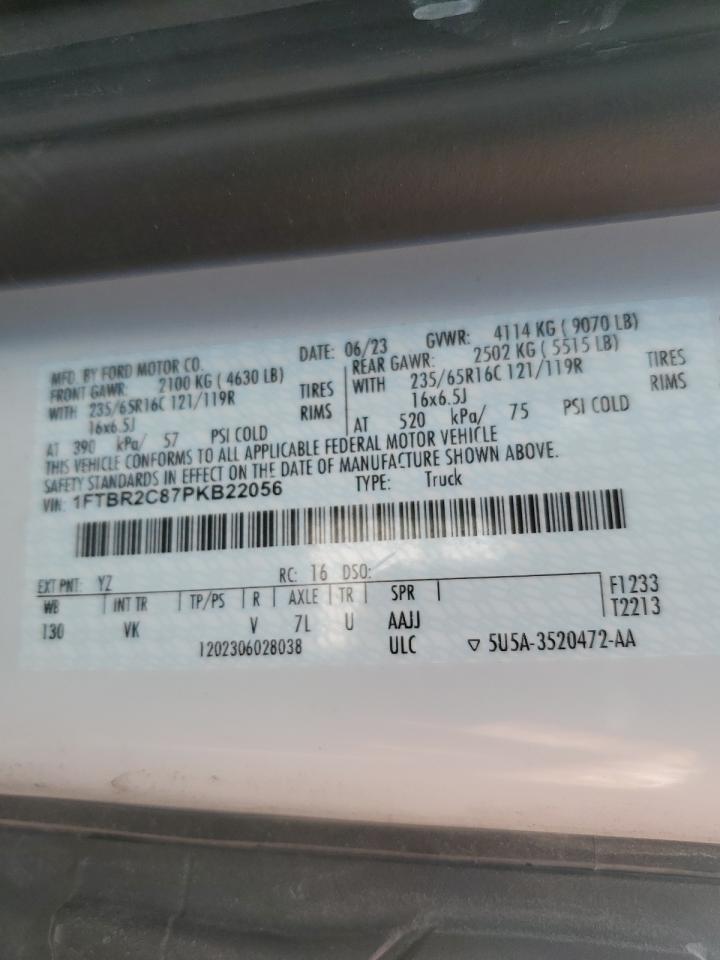 MFD. BY FORD MOTOR CO. DATE: 06/23 GVWR: 4114 KG ( 9070 LB)
FRONT GAWR: 2100 KG ( 4630 LB)
WITH 235/65R16C 121/119R TIRES
16x6.5J RIMS
AT 390 kPa/ 57 PSI COLD
REAR GAWR: 2502 KG ( 5515 LB)
WITH 235/65R16C 121/119R TIRES
16x6.5J RIMS
AT 520 kPa/ 75 PSI COLD
THIS VEHICLE CONFORMS TO ALL APPLICABLE FEDERAL MOTOR VEHICLE
SAFETY STANDARDS IN EFFECT ON THE DATE OF MANUFACTURE SHOWN ABOVE.
VIN: 1FTBR2C87PKB22056 TYPE: Truck
EXT PNT: YZ RC: 16 DSO:
WB INT TR TP/PS R AXLE TR SPR F1233
130 VK V 7L U AAJJ T2213
1202306028038 ULC ▽ 5U5A-3520472-AA